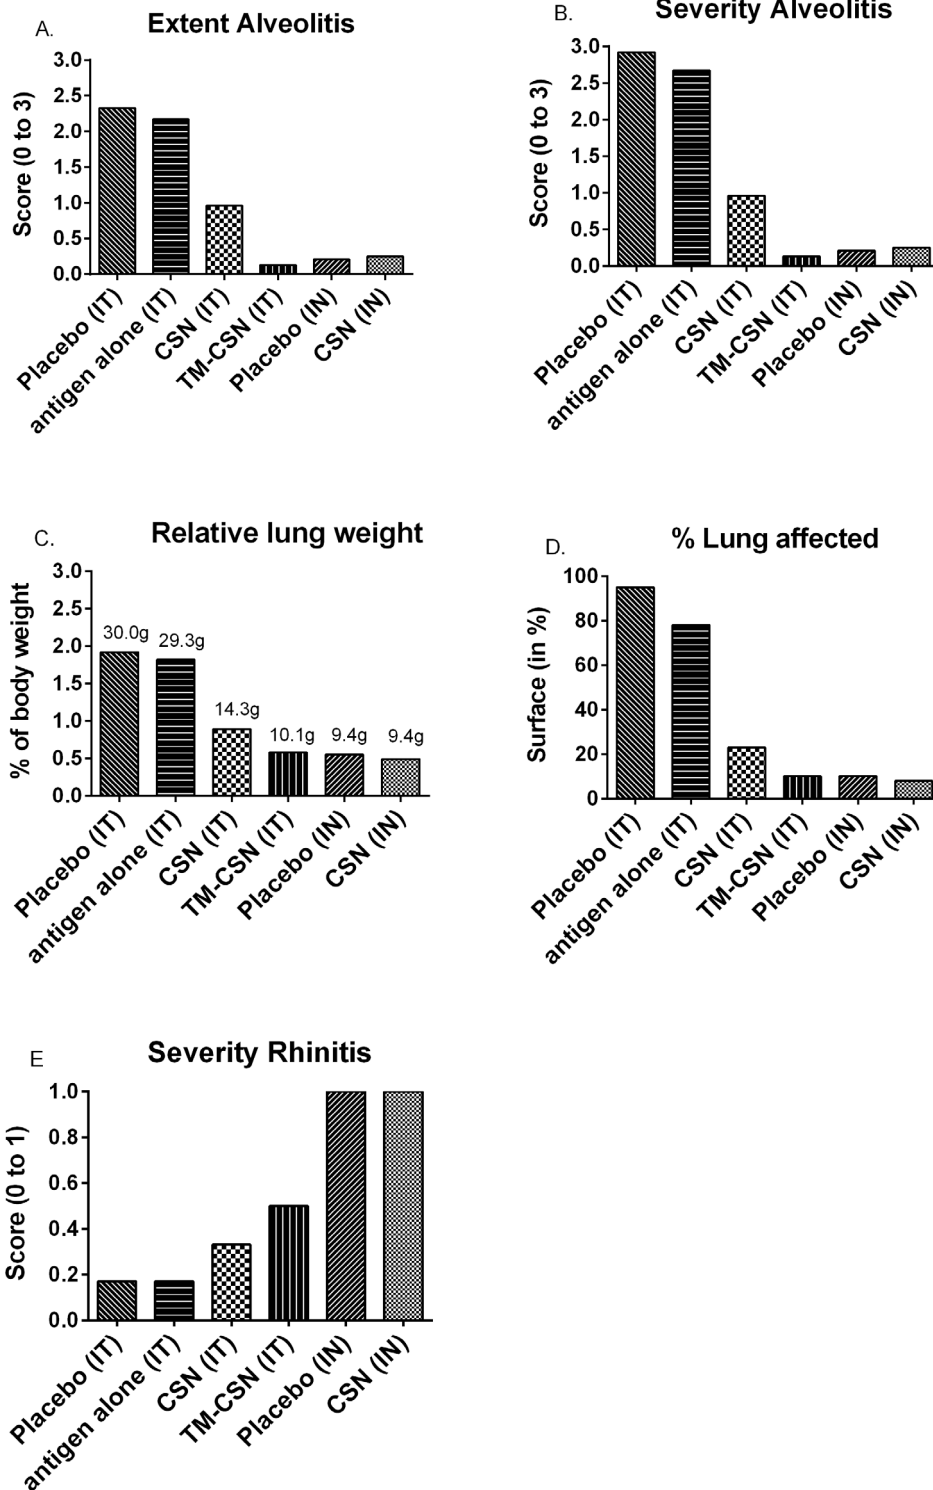 A.
Extent Alveolitis
Score (0 to 3)
3.0
2.5
2.0
1.5
1.0
0.5
0.0
Placebo (IT)
antigen alone (IT)
CSN (IT)
TM-CSN (IT)
Placebo (IN)
CSN (IN)
B.
Severity Alveolitis
Score (0 to 3)
3.0
2.5
2.0
1.5
1.0
0.5
0.0
Placebo (IT)
antigen alone (IT)
CSN (IT)
TM-CSN (IT)
Placebo (IN)
CSN (IN)
C.
Relative lung weight
% of body weight
3.0
2.5
2.0
1.5
1.0
0.5
0.0
30.0g
29.3g
14.3g
10.1g
9.4g
9.4g
Placebo (IT)
antigen alone (IT)
CSN (IT)
TM-CSN (IT)
Placebo (IN)
CSN (IN)
D.
% Lung affected
Surface (in %)
100
80
60
40
20
0
Placebo (IT)
antigen alone (IT)
CSN (IT)
TM-CSN (IT)
Placebo (IN)
CSN (IN)
E
Severity Rhinitis
Score (0 to 1)
1.0
0.8
0.6
0.4
0.2
0.0
Placebo (IT)
antigen alone (IT)
CSN (IT)
TM-CSN (IT)
Placebo (IN)
CSN (IN)